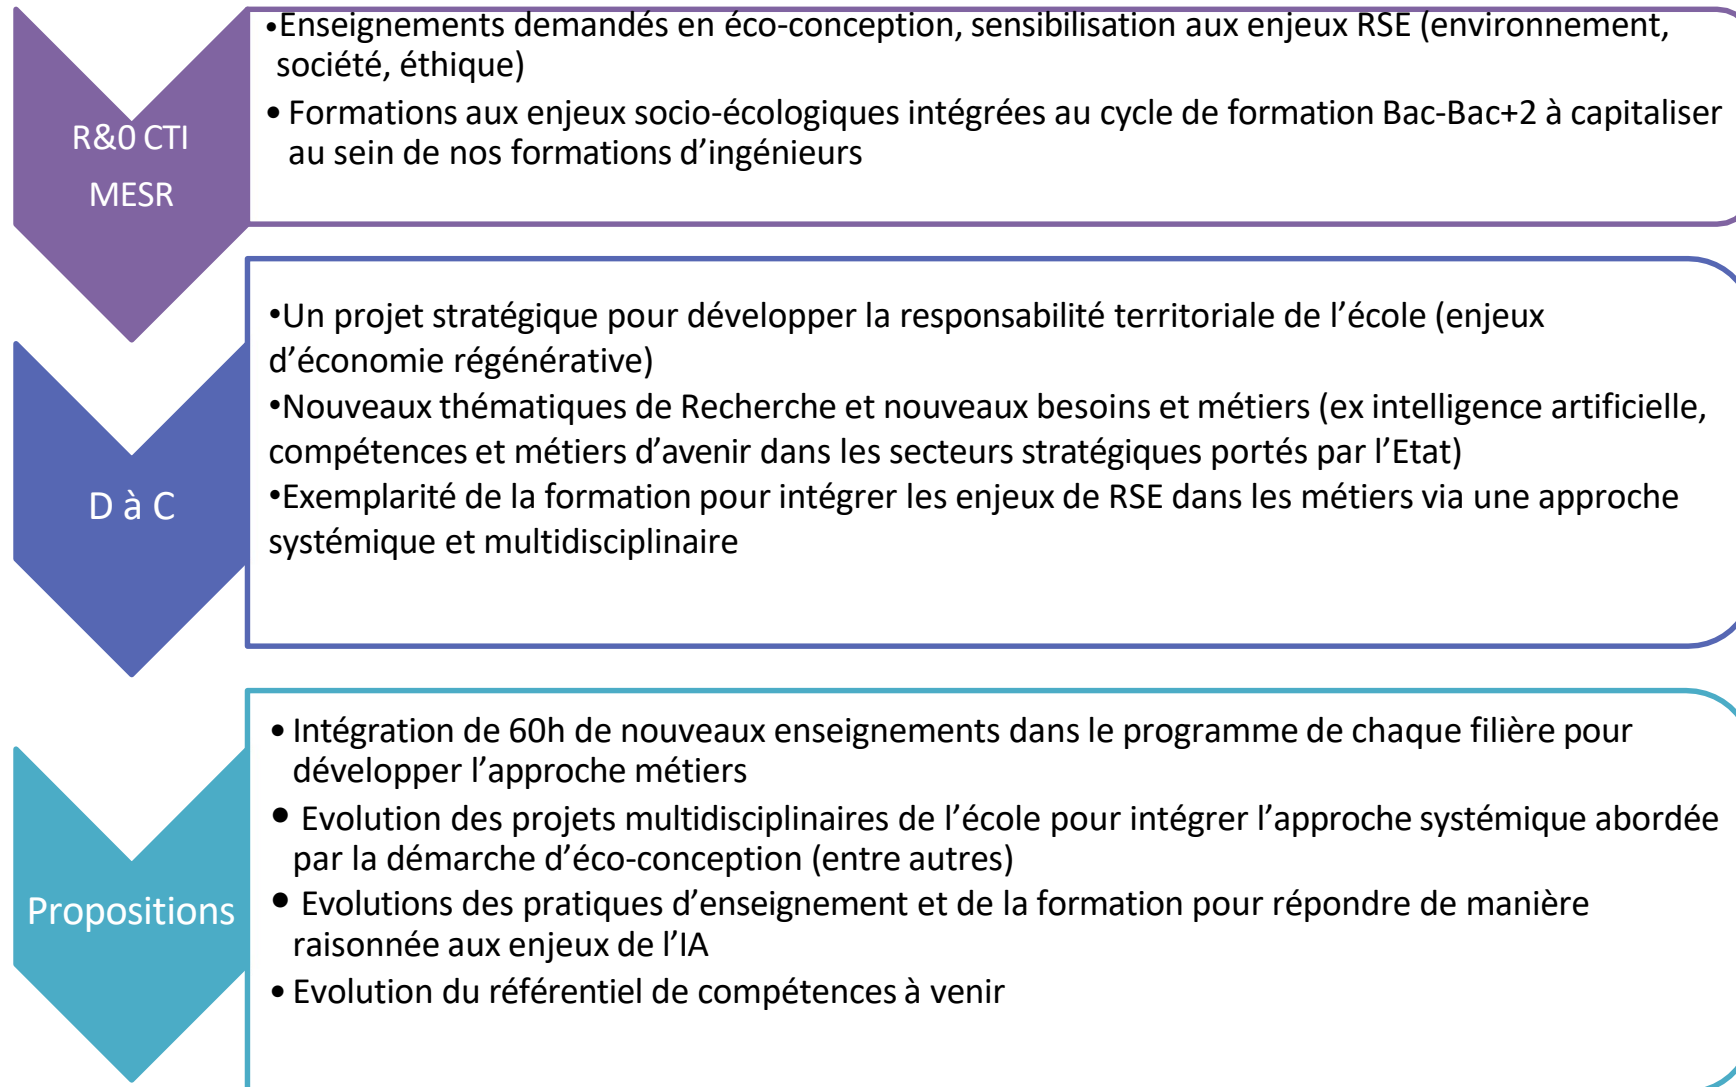 •Enseignements demandés en éco-conception, sensibilisation aux enjeux RSE (environnement,
société, éthique)
• Formations aux enjeux socio-écologiques intégrées au cycle de formation Bac-Bac+2 à capitaliser
au sein de nos formations d’ingénieurs
R&0 CTI
MESR
•Un projet stratégique pour développer la responsabilité territoriale de l’école (enjeux
d’économie régénérative)
•Nouveaux thématiques de Recherche et nouveaux besoins et métiers (ex intelligence artificielle,
compétences et métiers d’avenir dans les secteurs stratégiques portés par l’Etat)
•Exemplarité de la formation pour intégrer les enjeux de RSE dans les métiers via une approche
systémique et multidisciplinaire
D à C
• Intégration de 60h de nouveaux enseignements dans le programme de chaque filière pour
développer l’approche métiers
• Evolution des projets multidisciplinaires de l’école pour intégrer l’approche systémique abordée
par la démarche d’éco-conception (entre autres)
• Evolutions des pratiques d’enseignement et de la formation pour répondre de manière
raisonnée aux enjeux de l’IA
• Evolution du référentiel de compétences à venir
Propositions